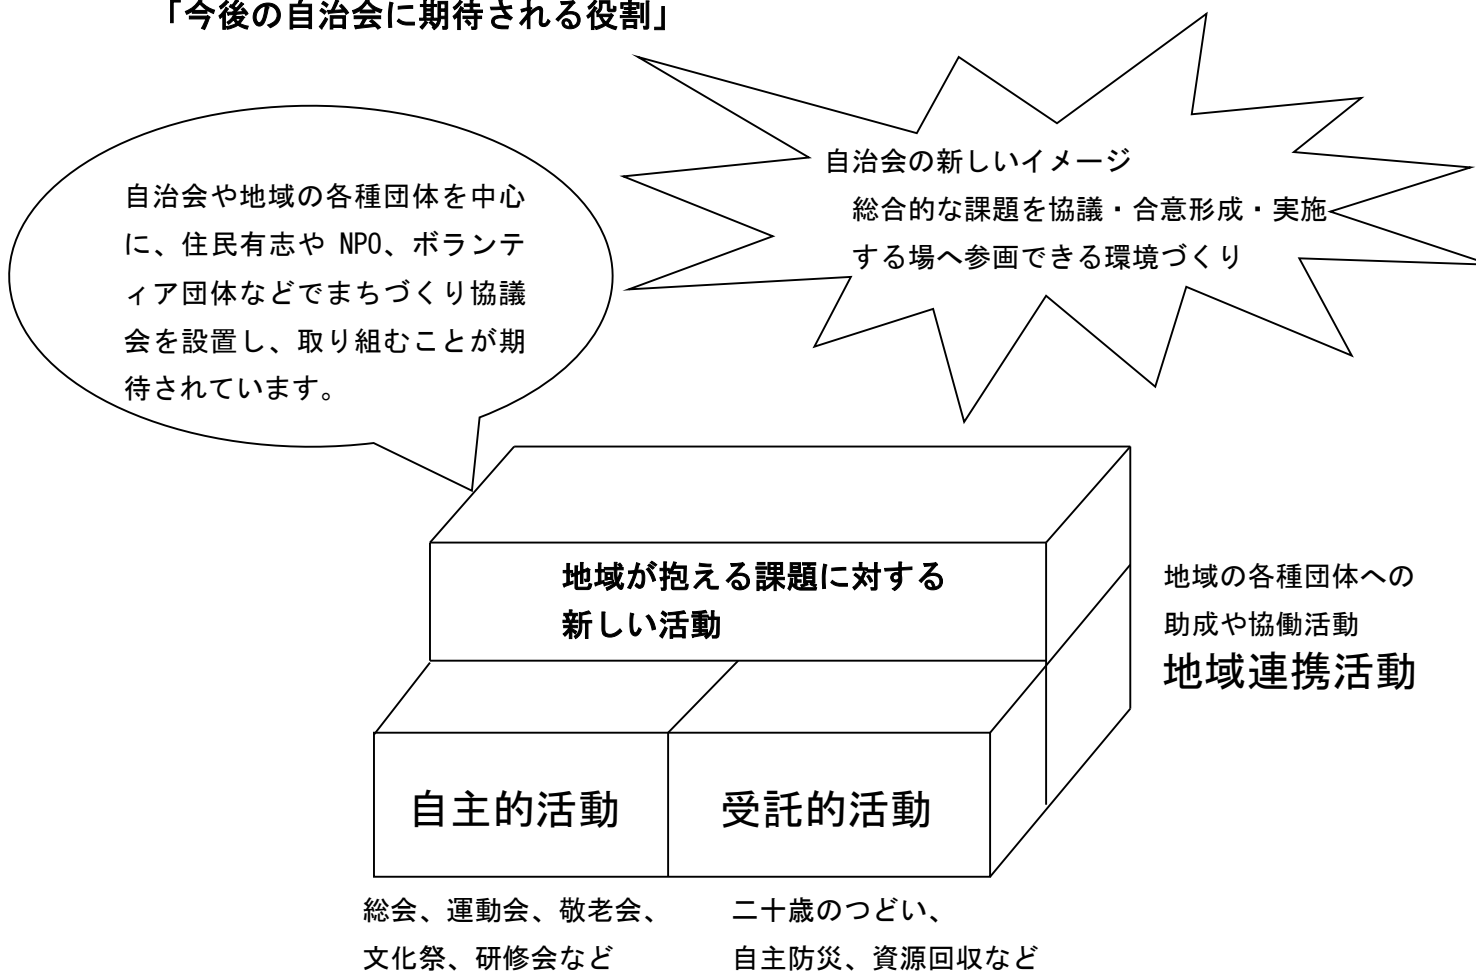 「今後の自治会に期待される役割」
自治会や地域の各種団体を中心
に、住民有志や NPO、ボランテ
ィア団体などでまちづくり協議
会を設置し、取り組むことが期
待されています。
自治会の新しいイメージ
総合的な課題を協議・合意形成・実施
する場へ参画できる環境づくり
地域が抱える課題に対する
新しい活動
地域の各種団体への
助成や協働活動
地域連携活動
自主的活動
受託的活動
総会、運動会、敬老会、
文化祭、研修会など
二十歳のつどい、
自主防災、資源回収など